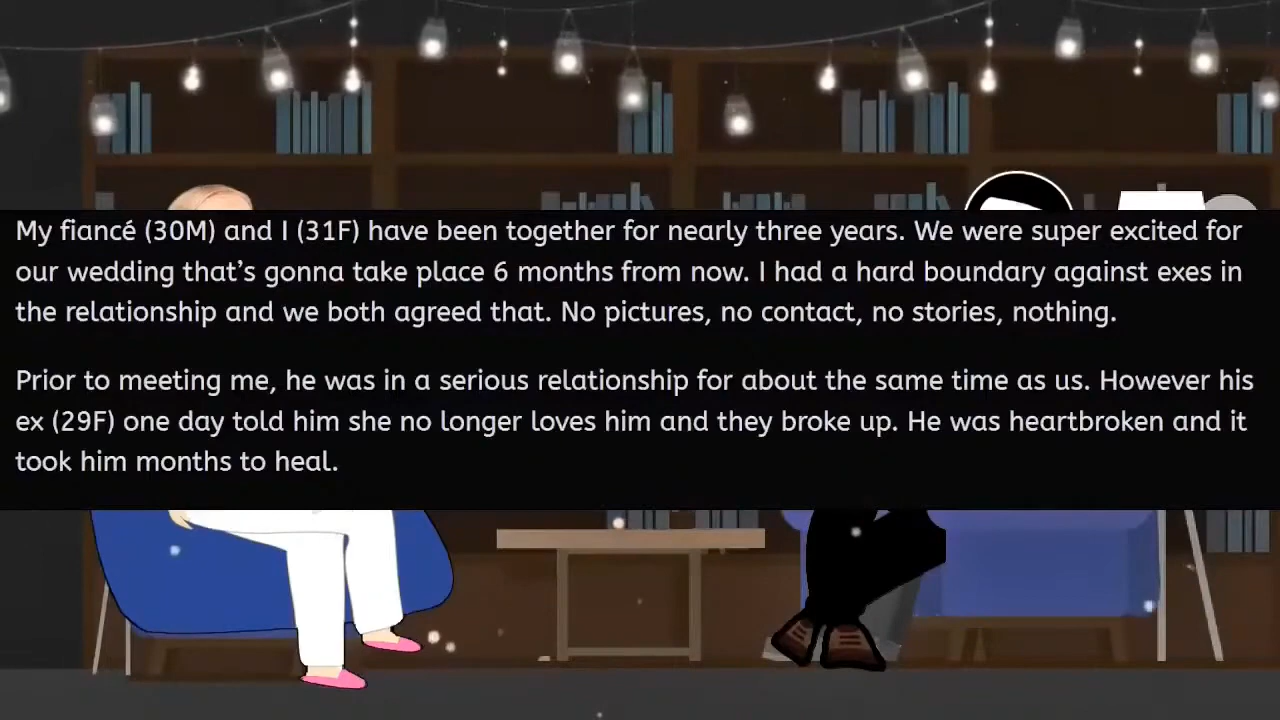 My fiancé (30M) and I (31F) have been together for nearly three years. We were super excited for
our wedding that's gonna take place 6 months from now. I had a hard boundary against exes in
the relationship and we both agreed that. No pictures, no contact, no stories, nothing.
Prior to meeting me, he was in a serious relationship for about the same time as us. However his
ex (29F) one day told him she no longer loves him and they broke up. He was heartbroken and it
took him months to heal.